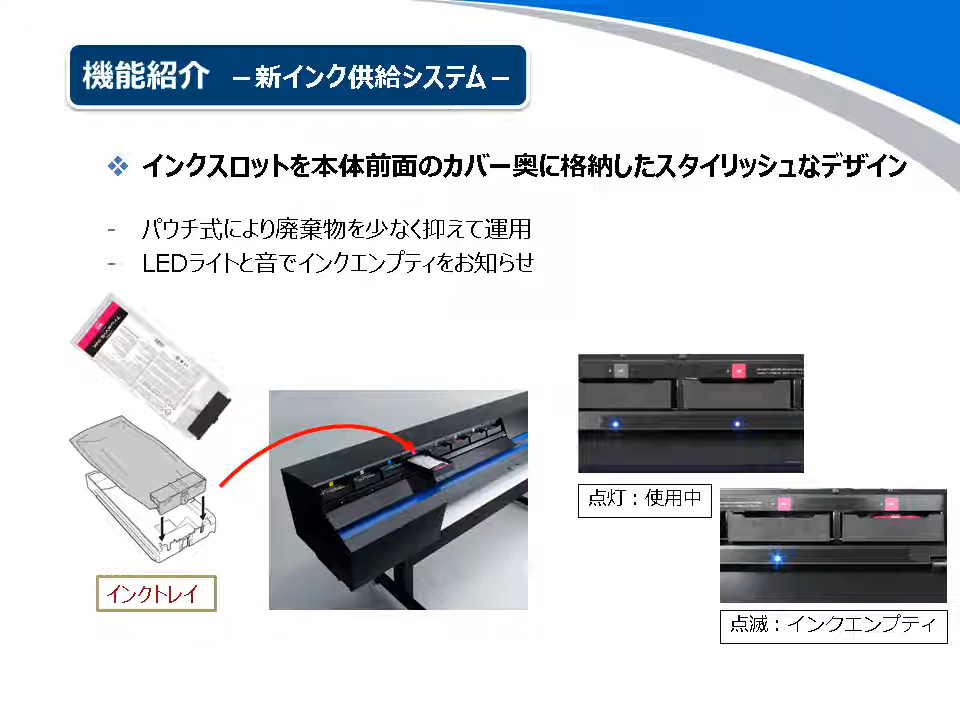 機能紹介 －新インク供給システム－
❖ インクスロットを本体前面のカバー奥に格納したスタイリッシュなデザイン
- パウチ式により廃棄物を少なく抑えて運用
- LEDライトと音でインクエンプティをお知らせ
点灯：使用中
インクトレイ
点滅：インクエンプティ